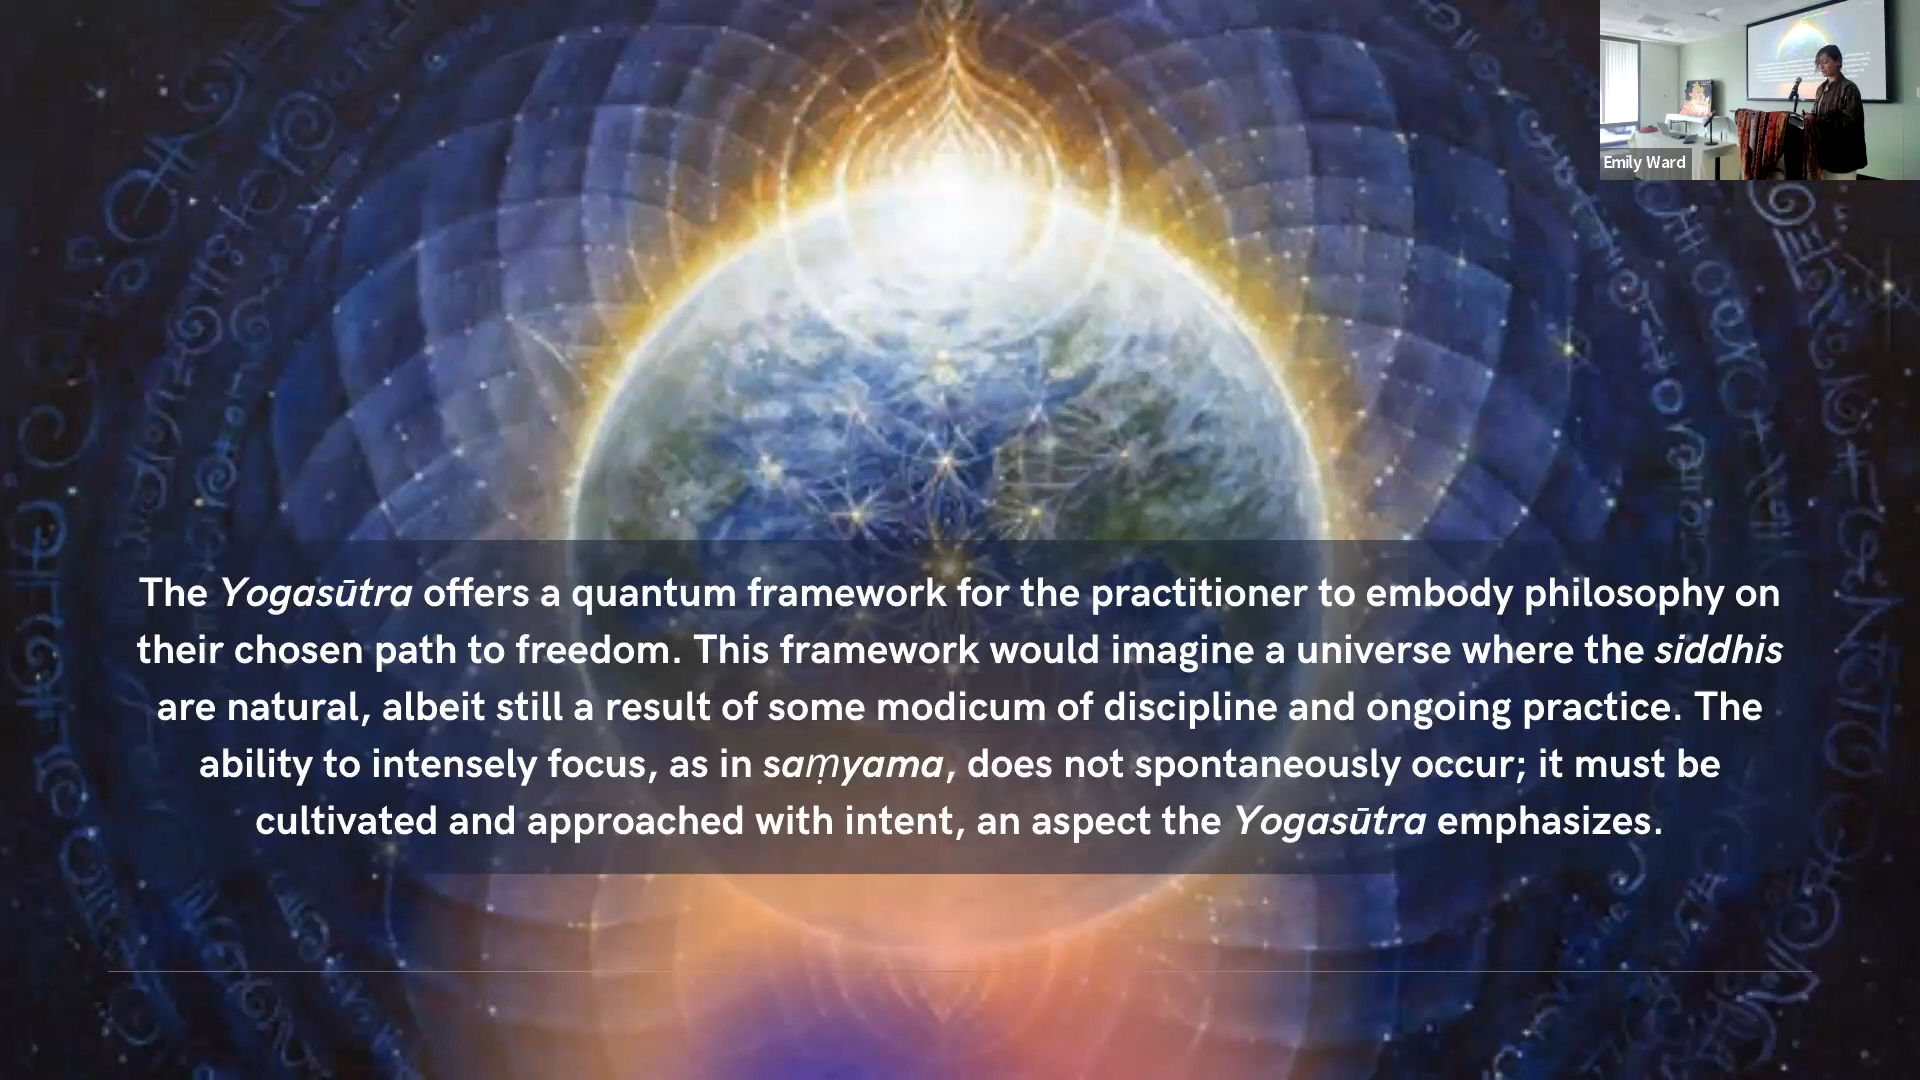 Emily Ward
The Yogasūtra offers a quantum framework for the practitioner to embody philosophy on
their chosen path to freedom. This framework would imagine a universe where the siddhis
are natural, albeit still a result of some modicum of discipline and ongoing practice. The
ability to intensely focus, as in saṃyama, does not spontaneously occur; it must be
cultivated and approached with intent, an aspect the Yogasūtra emphasizes.